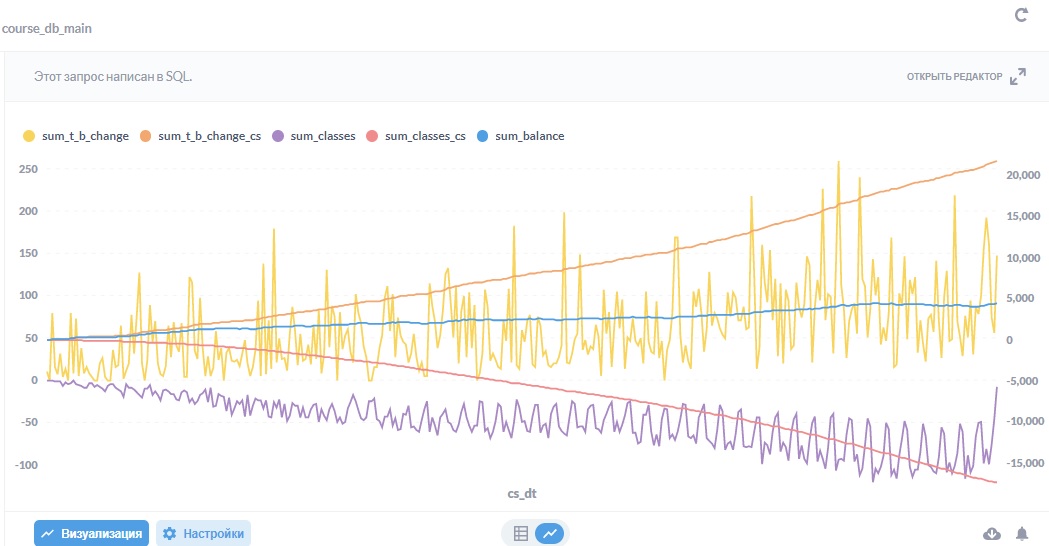 course_db_main
Этот запрос написан в SQL.
ОТКРЫТЬ РЕДАКТОР
sum_t_b_change sum_t_b_change_cs sum_classes sum_classes_cs sum_balance
250
200
150
100
50
0
-50
-100
20,000
15,000
10,000
5,000
0
-5,000
-10,000
-15,000
cs_dt
Визуализация Настройки